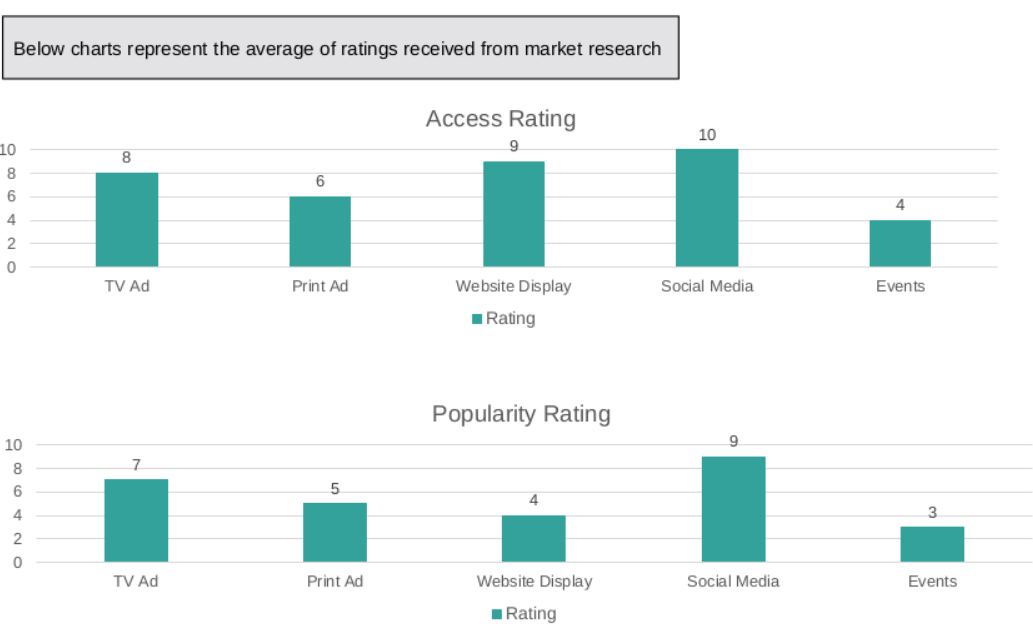 Below charts represent the average of ratings received from market research
Access Rating
10
8
6
4
2
0
8
6
9
10
4
TV Ad
Print Ad
Website Display
Social Media
Events
Rating
Popularity Rating
10
8
6
4
2
0
7
5
4
9
3
TV Ad
Print Ad
Website Display
Social Media
Events
Rating